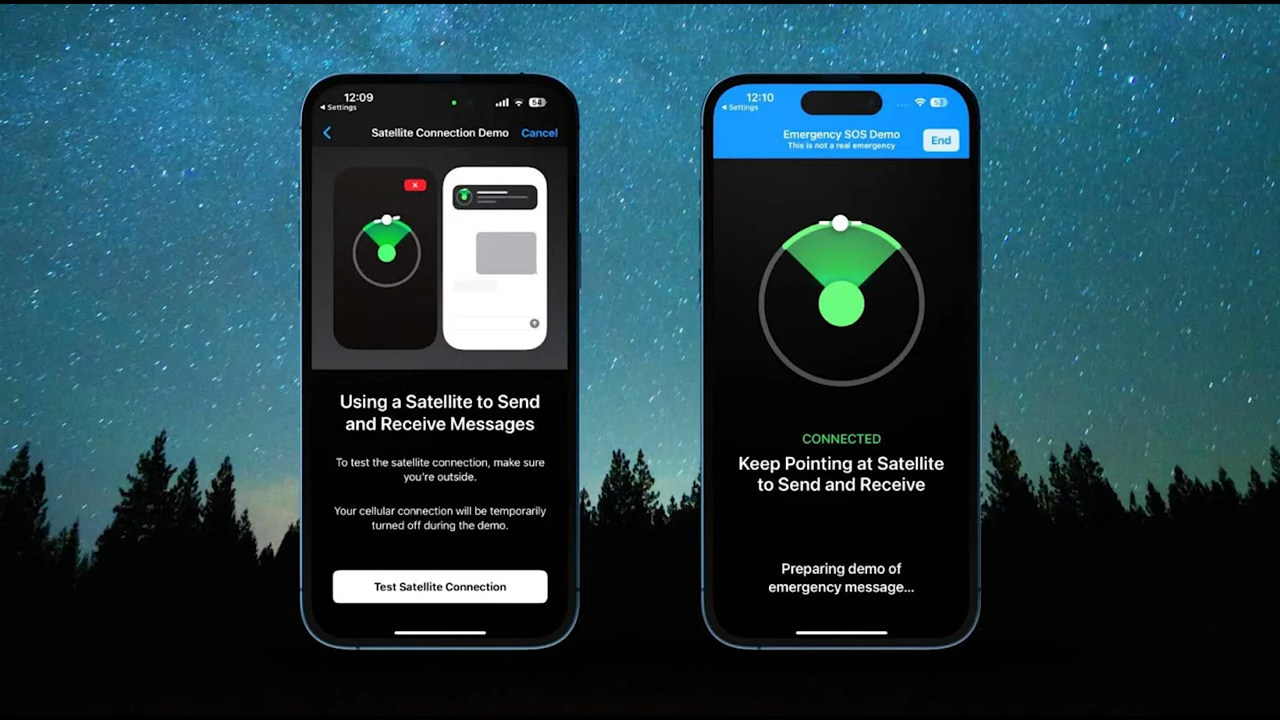 12:09
◀ Settings
54
Satellite Connection Demo
Cancel
Using a Satellite to Send
and Receive Messages
To test the satellite connection, make sure
you're outside.
Your cellular connection will be temporarily
turned off during the demo.
Test Satellite Connection
12:10
◀ Settings
53
Emergency SOS Demo
This is not a real emergency
End
CONNECTED
Keep Pointing at Satellite
to Send and Receive
Preparing demo of
emergency message...